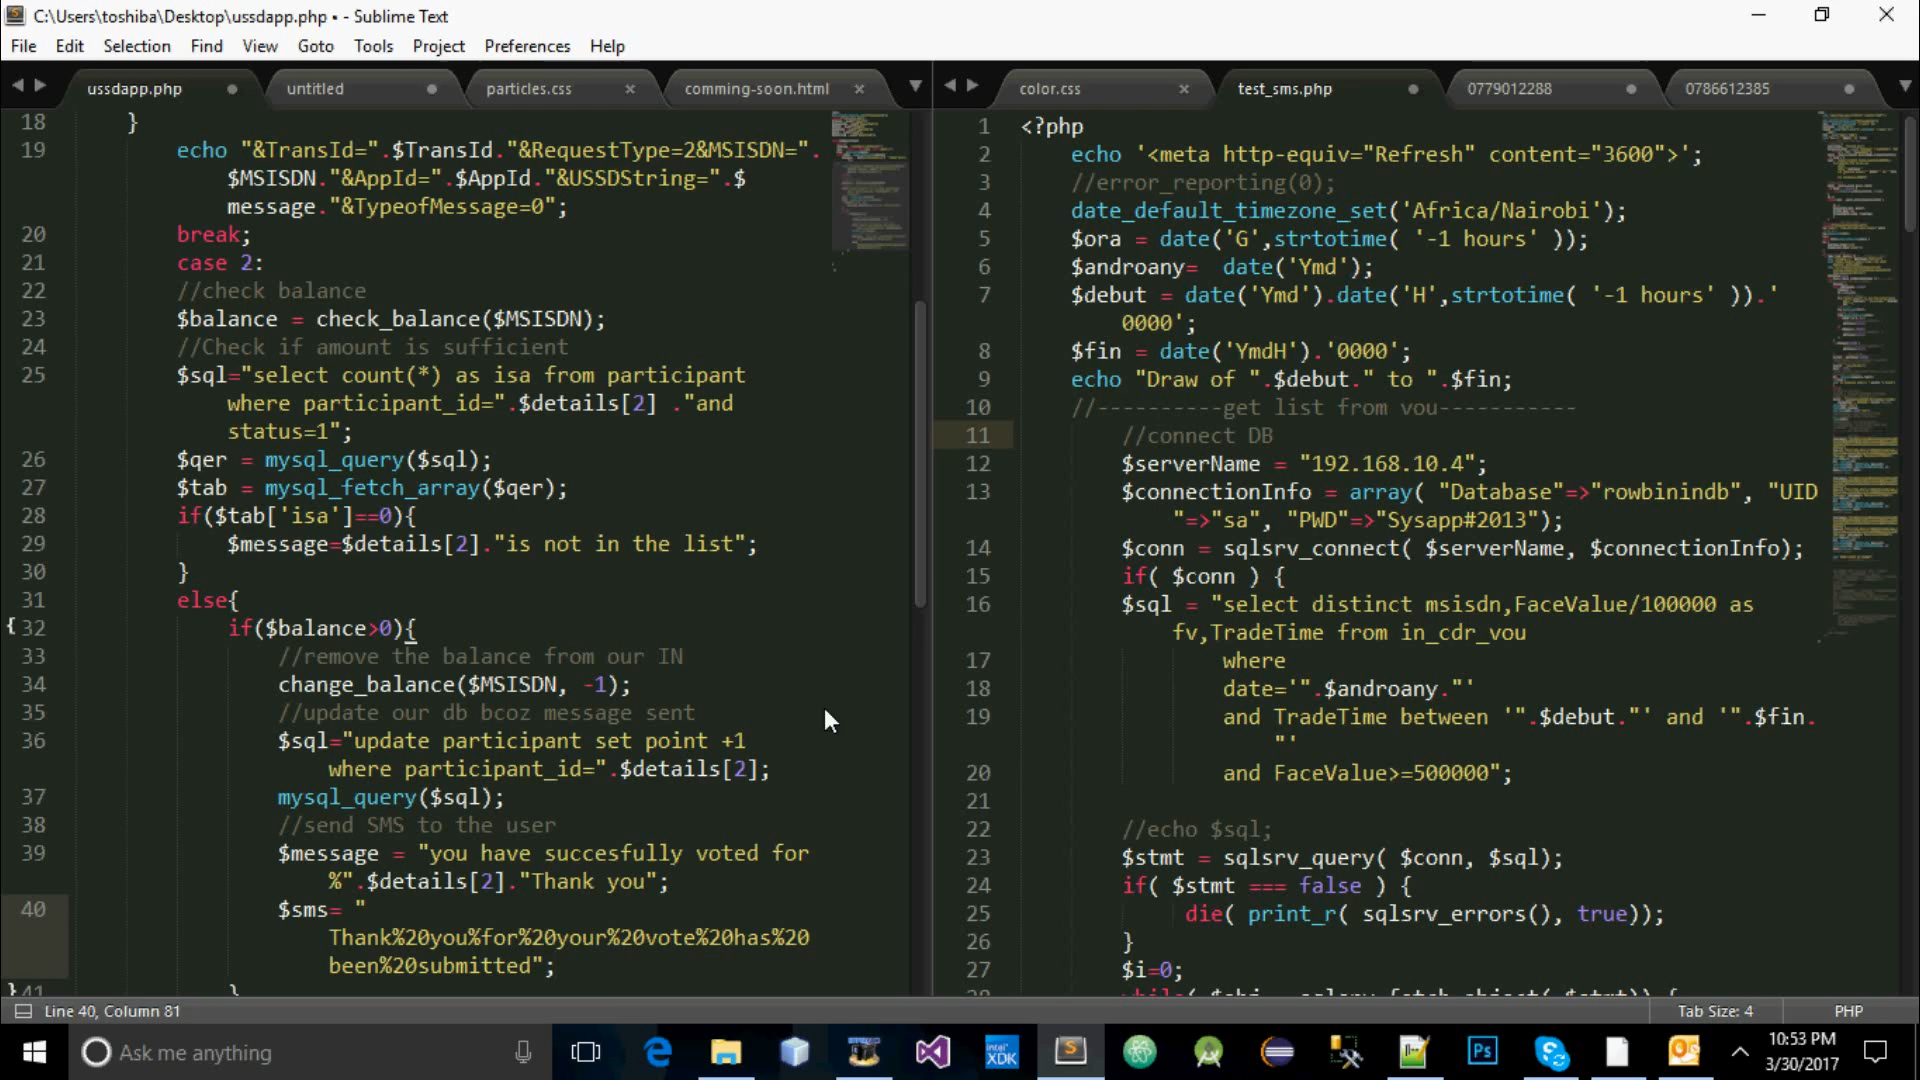 C:\Users\toshiba\Desktop\ussdapp.php • - Sublime Text
File Edit Selection Find View Goto Tools Project Preferences Help
ussdapp.php untitled particles.css comming-soon.html
18 }
19 echo "&TransId=".$TransId."&RequestType=2&MSISDN=".
$MSISDN."&AppId=".$AppId."&USSDString=".$
message."&TypeofMessage=0";
20 break;
21 case 2:
22 //check balance
23 $balance = check_balance($MSISDN);
24 //Check if amount is sufficient
25 $sql="select count(*) as isa from participant
where participant_id=".$details[2] ."and
status=1";
26 $qer = mysql_query($sql);
27 $tab = mysql_fetch_array($qer);
28 if($tab['isa']==0){
29 $message=$details[2]."is not in the list";
30 }
31 else{
32 if($balance>0){
33 //remove the balance from our IN
34 change_balance($MSISDN, -1);
35 //update our db bcoz message sent
36 $sql="update participant set point +1
where participant_id=".$details[2];
37 mysql_query($sql);
38 //send SMS to the user
39 $message = "you have succesfully voted for
%".$details[2]."Thank you";
40 $sms= "
Thank%20you%for%20your%20vote%20has%20
been%20submitted";
41 }
color.css test_sms.php 0779012288 0786612385
1 <?php
2 echo '<meta http-equiv="Refresh" content="3600">';
3 //error_reporting(0);
4 date_default_timezone_set('Africa/Nairobi');
5 $ora = date('G',strtotime( '-1 hours' ));
6 $androany= date('Ymd');
7 $debut = date('Ymd').date('H',strtotime( '-1 hours' )).'
0000';
8 $fin = date('YmdH').'0000';
9 echo "Draw of ".$debut." to ".$fin;
10 //----------get list from vou-----------
11 //connect DB
12 $serverName = "192.168.10.4";
13 $connectionInfo = array( "Database"=>"rowbinindb", "UID
"=>"sa", "PWD"=>"Sysapp#2013");
14 $conn = sqlsrv_connect( $serverName, $connectionInfo);
15 if( $conn ) {
16 $sql = "select distinct msisdn,FaceValue/100000 as
fv,TradeTime from in_cdr_vou
17 where
18 date='".$androany."'
19 and TradeTime between '".$debut."' and '".$fin.
"'
20 and FaceValue>=500000";
21
22 //echo $sql;
23 $stmt = sqlsrv_query( $conn, $sql);
24 if( $stmt === false ) {
25 die( print_r( sqlsrv_errors(), true));
26 }
27 $i=0;
Line 40, Column 81 Tab Size: 4 PHP
Ask me anything
intel XDK
S
Ps
10:53 PM
3/30/2017